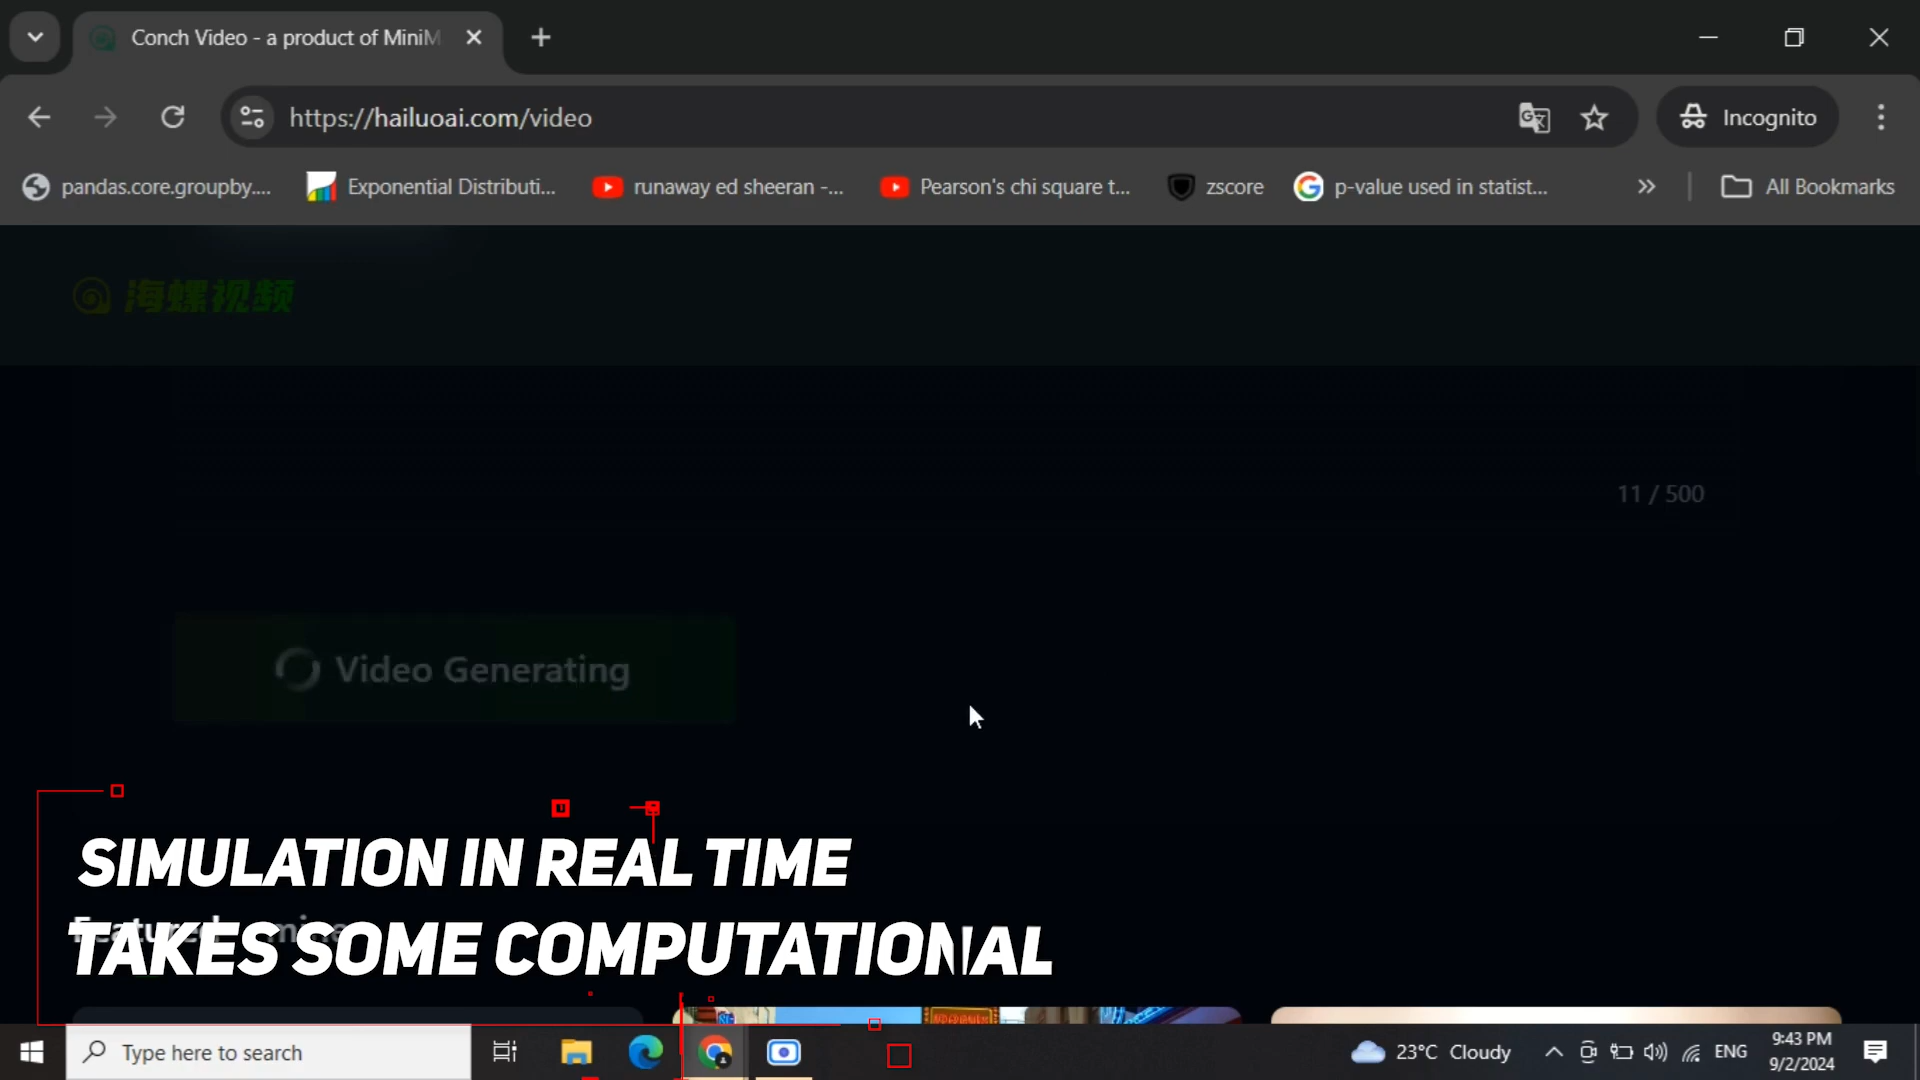 Conch Video - a product of MiniM
https://hailuoai.com/video
Incognito
pandas.core.groupby....
Exponential Distributi...
runaway ed sheeran -...
Pearson's chi square t...
zscore
p-value used in statist...
All Bookmarks
海螺视频
11 / 500
Video Generating
SIMULATION IN REAL TIME
Featured mine
TAKES SOME COMPUTATIONAL
Type here to search
23°C Cloudy
ENG
9:43 PM
9/2/2024